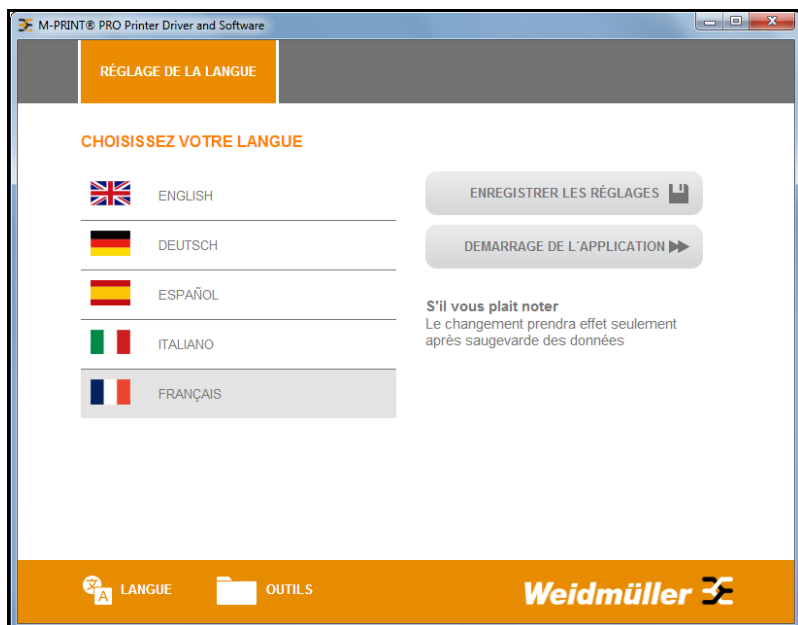 M-PRINT® PRO Printer Driver and Software
RÉGLAGE DE LA LANGUE
CHOISISSEZ VOTRE LANGUE
ENGLISH
DEUTSCH
ESPAÑOL
ITALIANO
FRANÇAIS
ENREGISTRER LES RÉGLAGES
DEMARRAGE DE L'APPLICATION
S'il vous plait noter
Le changement prendra effet seulement
après saugevarde des données
LANGUE
OUTILS
Weidmüller